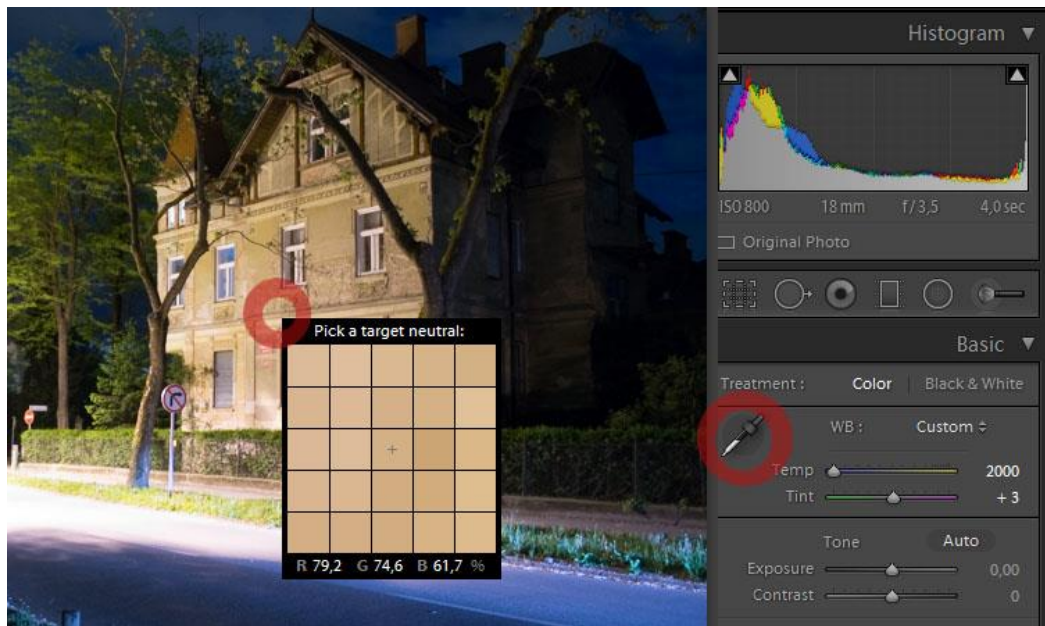 Histogram
ISO 800 18 mm f / 3,5 4,0 sec
Original Photo
Basic
Treatment : Color Black & White
WB : Custom
Temp 2000
Tint + 3
Tone Auto
Exposure 0,00
Contrast 0
Pick a target neutral:
R 79,2 G 74,6 B 61,7 %